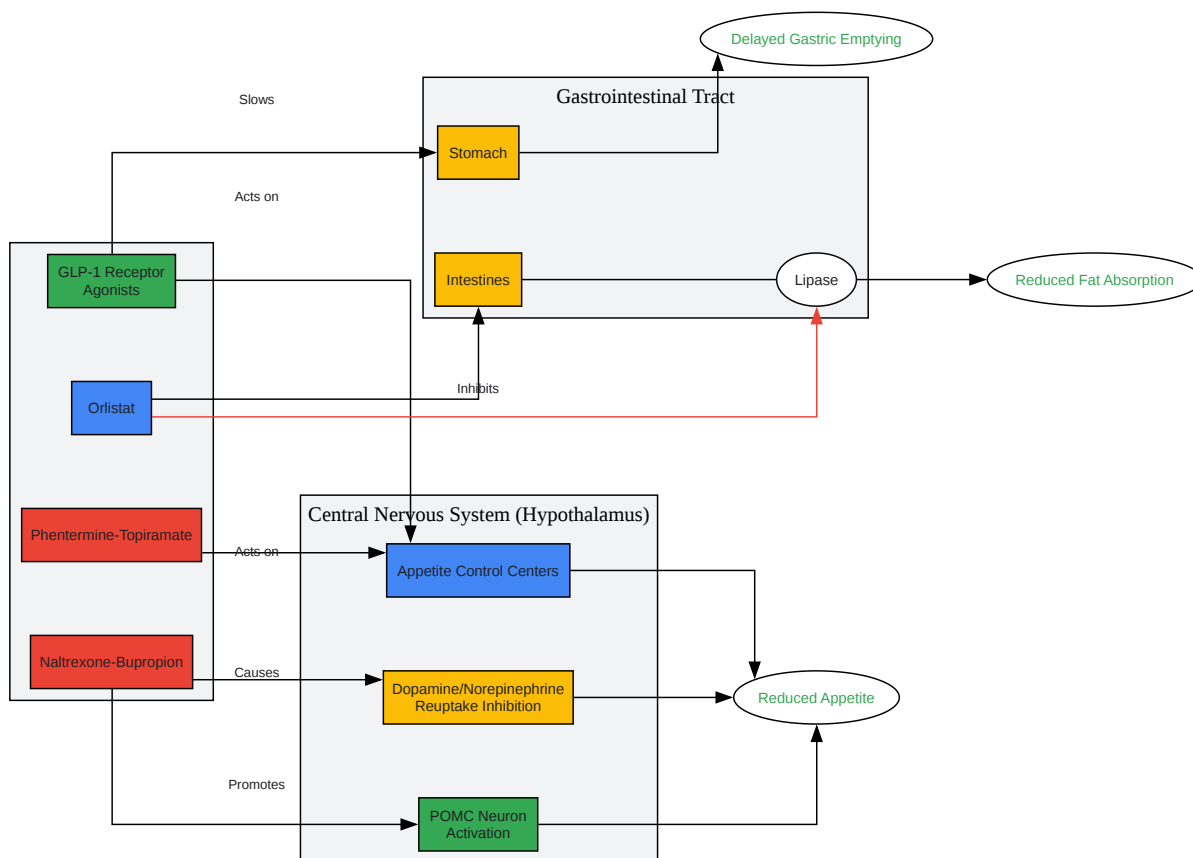 Delayed Gastric Emptying
Gastrointestinal Tract
Slows
Stomach
Acts on
GLP-1 Receptor
Agonists
Intestines
Lipase
Reduced Fat Absorption
Orlistat
Inhibits
Central Nervous System (Hypothalamus)
Phentermine-Topiramate
Acts on
Appetite Control Centers
Naltrexone-Bupropion
Causes
Dopamine/Norepinephrine
Reuptake Inhibition
Reduced Appetite
Promotes
POMC Neuron
Activation